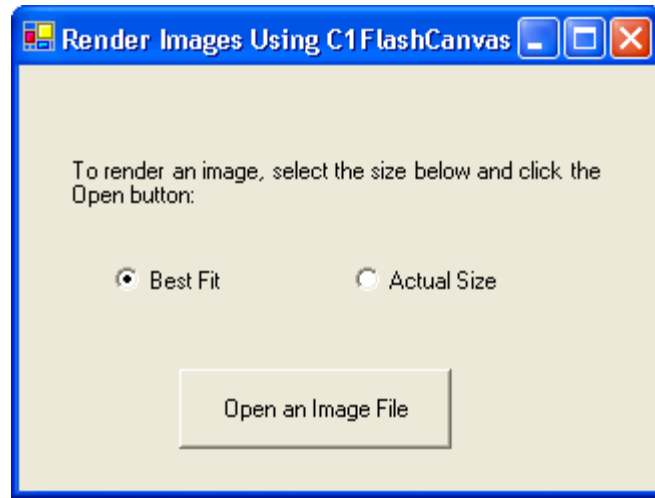 Render Images Using C1FlashCanvas
To render an image, select the size below and click the
Open button:
Best Fit
Actual Size
Open an Image File